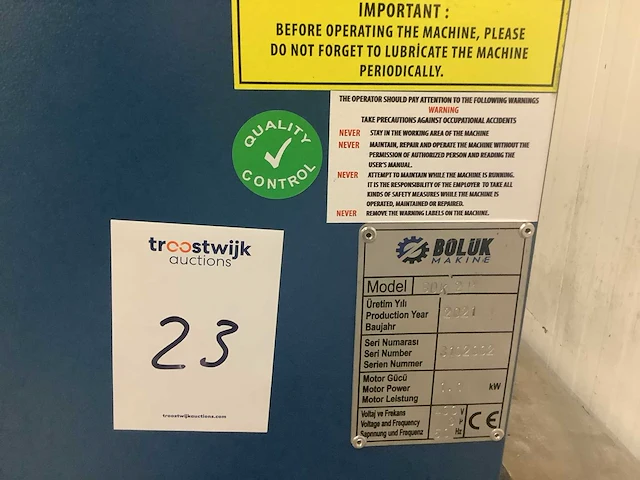 IMPORTANT :
BEFORE OPERATING THE MACHINE, PLEASE
DO NOT FORGET TO LUBRİCATE THE MACHINE
PERIODICALLY.
THE OPERATOR SHOULD PAY ATTENTION TO THE FOLLOWING WARNINGS
WARNING
TAKE PRECAUTIONS AGAINST OCCUPATIONAL ACCIDENTS
NEVER STAY IN THE WORKING AREA OF THE MACHINE
NEVER MAINTAIN, REPAIR AND OPERATE THE MACHINE WITHOUT THE
PERMISSION OF AUTHORIZED PERSON AND READING THE
USER'S MANUAL.
NEVER ATTEMPT TO MAINTAIN WHILE THE MACHINE IS RUNNING.
IT IS THE RESPONSIBILITY OF THE EMPLOYER TO TAKE ALL
KINDS OF SAFETY MEASURES WHILE THE MACHINE IS
OPERATED, MAINTAINED OR REPAIRED.
NEVER REMOVE THE WARNING LABELS ON THE MACHINE.
QUALITY
CONTROL
troostwijk
auctions
23
troostwijkauctions.com
BOLUK
MAKINE
Model
Üretim Yılı
Production Year 2021
Baujahr
Seri Numarası
Seri Number
Serien Nummer
Motor Gücü
Motor Power kW
Motor Leistung
Voltaj ve Frekans V
Voltage and Frequency
Sapnnung und Frequenz Hz
CE